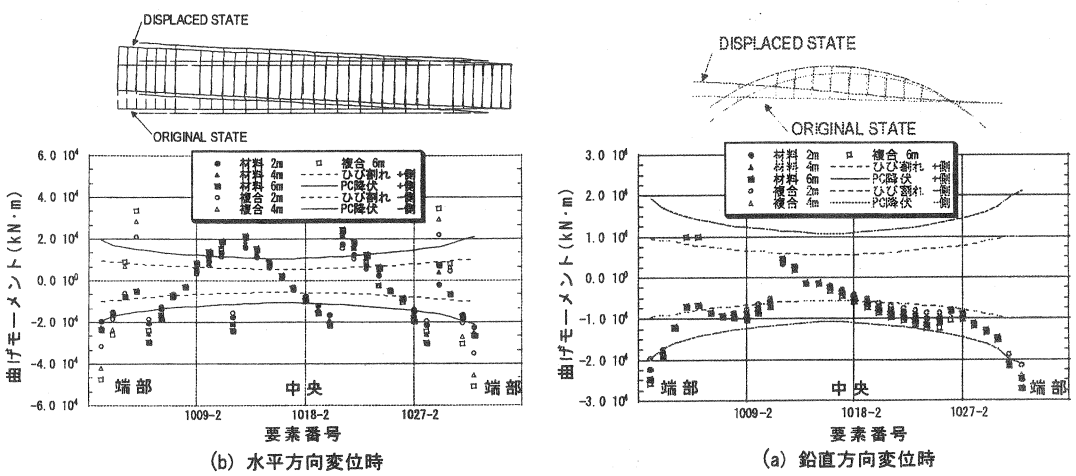 DISPLACED STATE
ORIGINAL STATE
材料 2m
材料 4m
材料 6m
複合 2m
複合 4m
複合 6m
ひび割れ +側
PC降伏 +側
ひび割れ -側
PC降伏 -側
曲げモーメント(kN·m)
6.0 10⁴
4.0 10⁴
2.0 10⁴
0.0 10⁰
-2.0 10⁴
-4.0 10⁴
-6.0 10⁴
端部
中央
端部
1009-2
1018-2
1027-2
要素番号
(b) 水平方向変位時
DISPLACED STATE
ORIGINAL STATE
材料 2m
材料 4m
材料 6m
複合 2m
複合 4m
複合 6m
ひび割れ +側
PC降伏 +側
ひび割れ -側
PC降伏 -側
曲げモーメント(kN·m)
3.0 10⁴
2.0 10⁴
1.0 10⁴
0.0 10⁰
-1.0 10⁴
-2.0 10⁴
-3.0 10⁴
端部
中央
端部
1009-2
1018-2
1027-2
要素番号
(a) 鉛直方向変位時